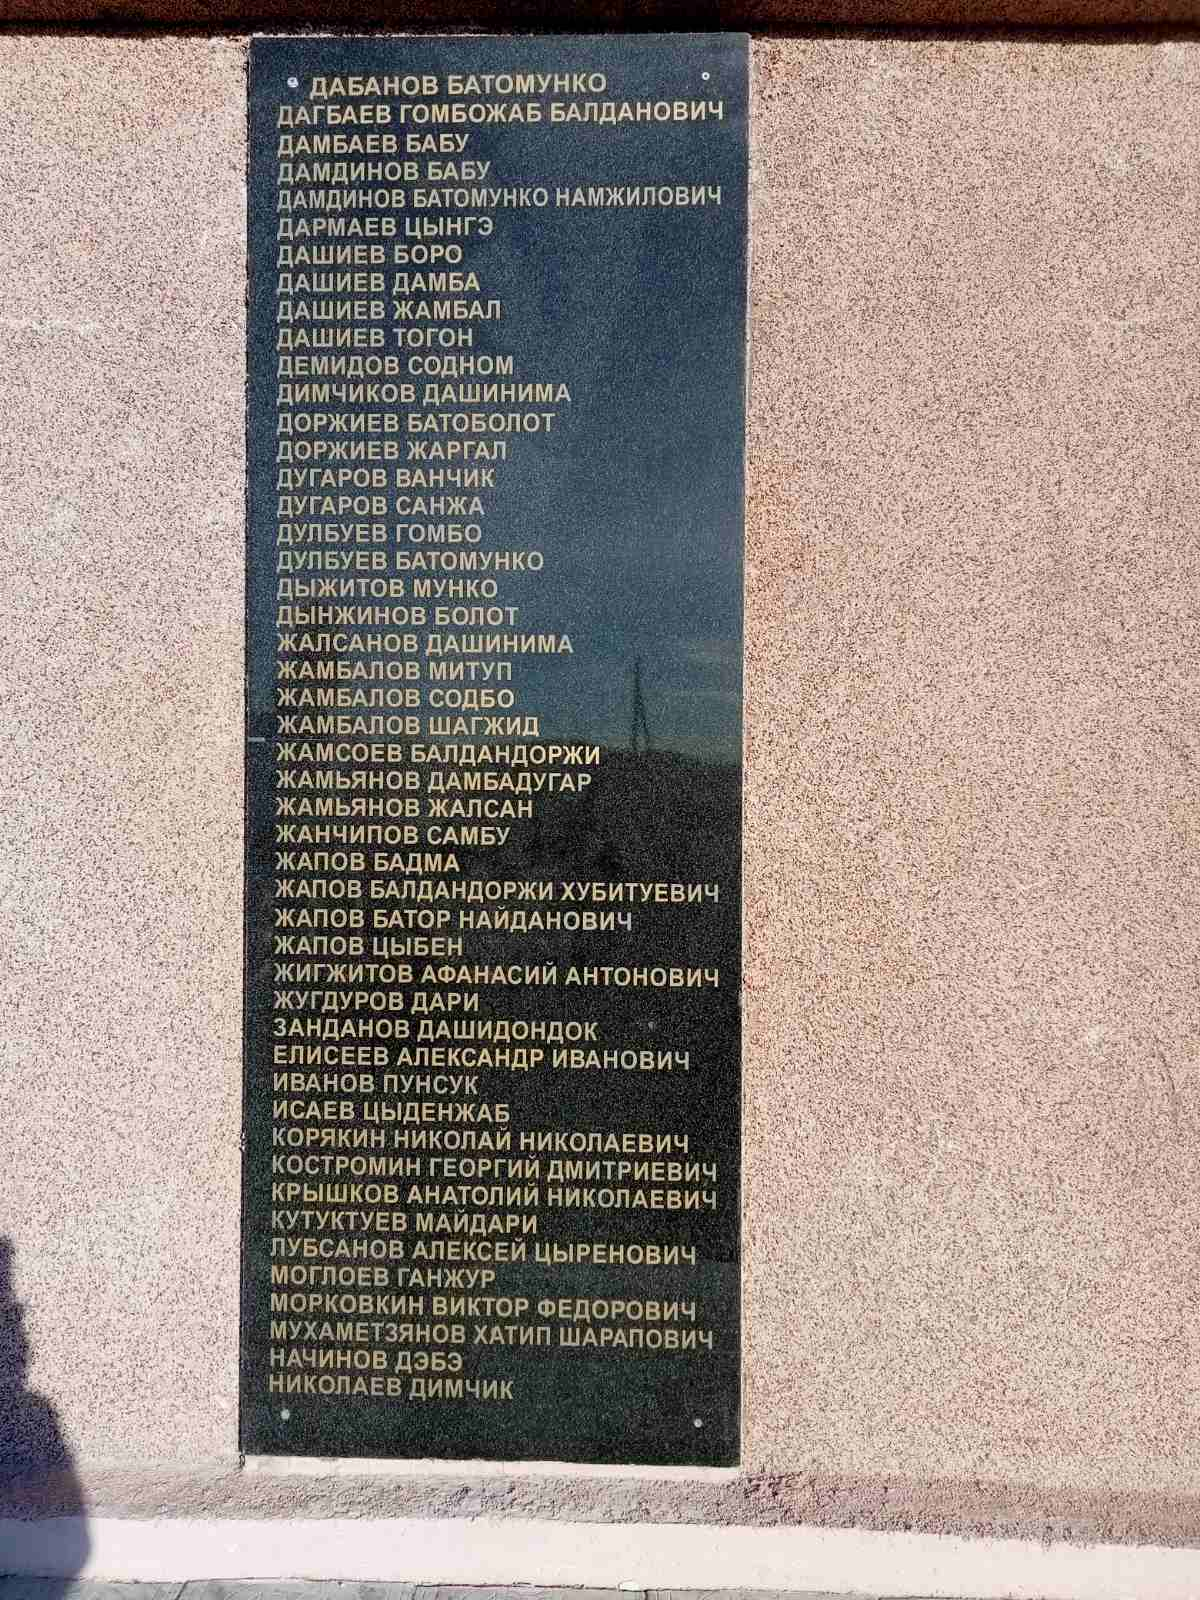 ДАБАНОВ БАТОМУНКО
ДАГБАЕВ ГОМБОЖАБ БАЛДАНОВИЧ
ДАМБАЕВ БАБУ
ДАМДИНОВ БАБУ
ДАМДИНОВ БАТОМУНКО НАМЖИЛОВИЧ
ДАРМАЕВ ЦЫНГЭ
ДАШИЕВ БОРО
ДАШИЕВ ДАМБА
ДАШИЕВ ЖАМБАЛ
ДАШИЕВ ТОГОН
ДЕМИДОВ СОДНОМ
ДИМЧИКОВ ДАШИНИМА
ДОРЖИЕВ БАТОБОЛОТ
ДОРЖИЕВ ЖАРГАЛ
ДУГАРОВ ВАНЧИК
ДУГАРОВ САНЖА
ДУЛБУЕВ ГОМБО
ДУЛБУЕВ БАТОМУНКО
ДЫЖИТОВ МУНКО
ДЫНЖИНОВ БОЛОТ
ЖАЛСАНОВ ДАШИНИМА
ЖАМБАЛОВ МИТУП
ЖАМБАЛОВ СОДБО
ЖАМБАЛОВ ШАГЖИД
ЖАМСОЕВ БАЛДАНДОРЖИ
ЖАМЬЯНОВ ДАМБАДУГАР
ЖАМЬЯНОВ ЖАЛСАН
ЖАНЧИПОВ САМБУ
ЖАПОВ БАДМА
ЖАПОВ БАЛДАНДОРЖИ ХУБИТУЕВИЧ
ЖАПОВ БАТОР НАЙДАНОВИЧ
ЖАПОВ ЦЫБЕН
ЖИГЖИТОВ АФАНАСИЙ АНТОНОВИЧ
ЖУГДУРОВ ДАРИ
ЗАНДАНОВ ДАШИДОНДОК
ЕЛИСЕЕВ АЛЕКСАНДР ИВАНОВИЧ
ИВАНОВ ПУНСУК
ИСАЕВ ЦЫДЕНЖАБ
КОРЯКИН НИКОЛАЙ НИКОЛАЕВИЧ
КОСТРОМИН ГЕОРГИЙ ДМИТРИЕВИЧ
КРЫШКОВ АНАТОЛИЙ НИКОЛАЕВИЧ
КУТУКТУЕВ МАЙДАРИ
ЛУБСАНОВ АЛЕКСЕЙ ЦЫРЕНОВИЧ
МОГЛОЕВ ГАНЖУР
МОРКОВКИН ВИКТОР ФЕДОРОВИЧ
МУХАМЕТЗЯНОВ ХАТИП ШАРАПОВИЧ
НАЧИНОВ ДЭБЭ
НИКОЛАЕВ ДИМЧИК